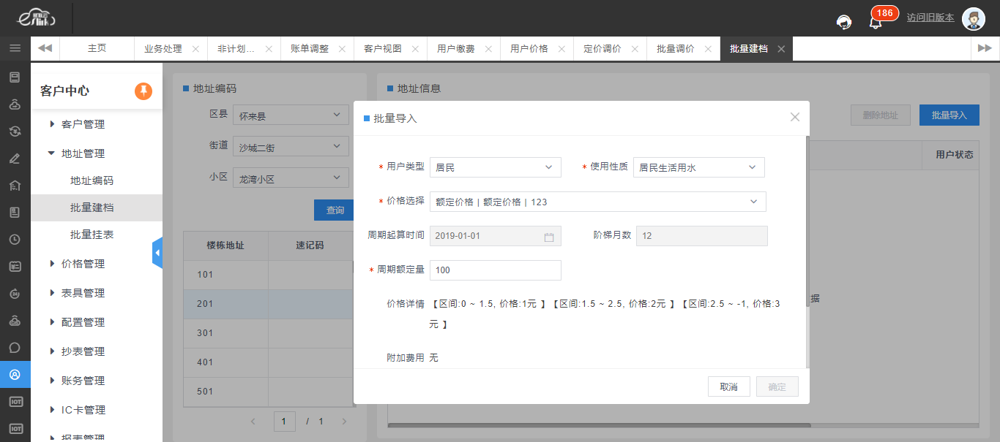 186
访问旧版本
主页
业务处理
非计划...
账单调整
客户视图
用户缴费
用户价格
定价调价
批量调价
批量建档
客户中心
客户管理
地址管理
地址编码
批量建档
批量挂表
价格管理
表具管理
配置管理
抄表管理
账务管理
IC卡管理
报表管理
IOT
IOT
地址编码
区县 怀来县
街道 沙城二街
小区 龙湾小区
查询
楼栋地址 速记码
101
201
301
401
501
1 / 1
地址信息
删除地址 批量导入
用户状态
据
批量导入
* 用户类型 居民 * 使用性质 居民生活用水
* 价格选择 额定价格 | 额定价格 | 123
周期起算时间 2019-01-01 阶梯月数 12
* 周期额定量 100
价格详情 【区间:0 ~ 1.5, 价格:1元 】【区间:1.5 ~ 2.5, 价格:2元 】【区间:2.5 ~ -1, 价格:3
元 】
附加费用 无
取消 确定